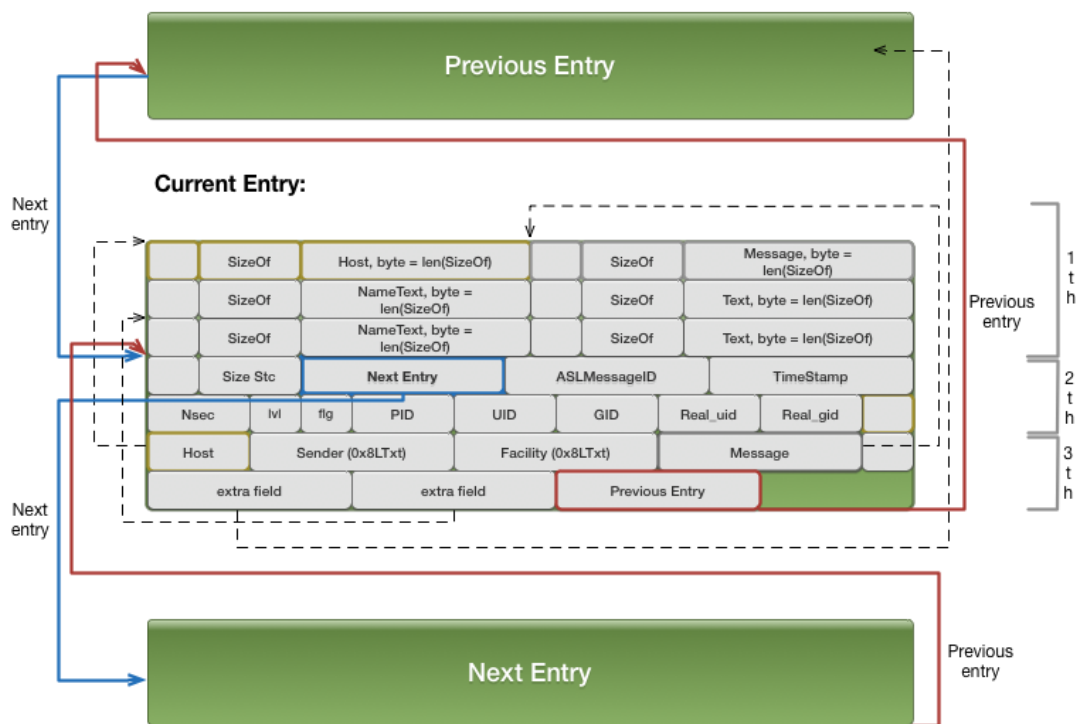 Previous Entry
Current Entry:
Next
entry
SizeOf
Host, byte = len(SizeOf)
SizeOf
Message, byte =
len(SizeOf)
SizeOf
NameText, byte =
len(SizeOf)
SizeOf
Text, byte = len(SizeOf)
SizeOf
NameText, byte =
len(SizeOf)
SizeOf
Text, byte = len(SizeOf)
Previous
entry
1
t
h
Size Stc
Next Entry
ASLMessageID
TimeStamp
Nsec
lvl
flg
PID
UID
GID
Real_uid
Real_gid
2
t
h
Host
Sender (0x8LTxt)
Facility (0x8LTxt)
Message
extra field
extra field
Previous Entry
3
t
h
Next
entry
Next Entry
Previous
entry